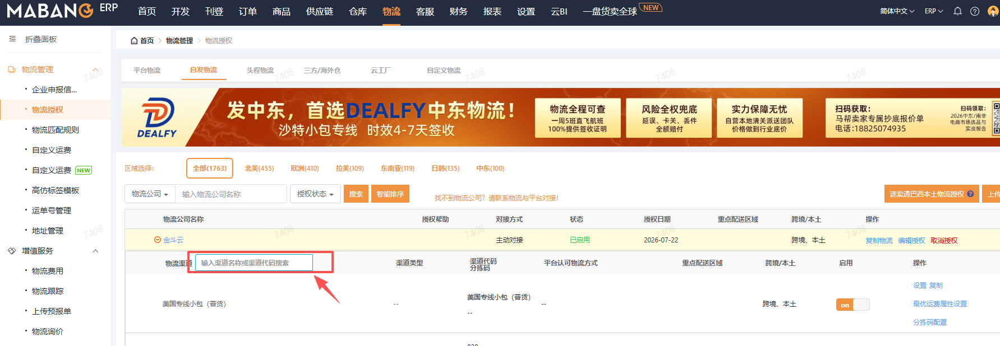 MABANG ERP
首页 开发 刊登 订单 商品 供应链 仓库 物流 客服 财务 报表 设置 云BI 一盘货卖全球 NEW
简体中文 ERP
折叠面板
首页 物流管理 物流授权
物流管理
企业申报信...
物流授权
物流匹配规则
自定义运费
自定义运费 NEW
高仿标签模板
运单号管理
地址管理
增值服务
物流费用
物流跟踪
上传预报单
物流询价
平台物流 自发物流 头程物流 三方/海外仓 云工厂 自定义物流
DEALFY
发中东，首选DEALFY中东物流！
沙特小包专线 时效4-7天签收
物流全程可查
一周5班直飞航班
100%提供签收证明
风险全权兜底
延误、卡关、丢件
全额赔付
实力保障无忧
自营本地清关派送团队
价格做到行业底价
扫码获取：
马帮卖家专属抄底报价单
电话:18825074935
扫码领取：
2026中东/南非
电商市场选品与
实战报告
区域选择： 全部(1763) 北美(455) 欧洲(410) 拉美(109) 东南亚(119) 日韩(135) 中东(100)
物流公司 输入物流公司名称 授权状态 搜索 智能排序 找不到物流公司？请联系物流与平台对接！ 速卖通巴西本土物流授权 ? 上传
物流公司名称 授权帮助 对接方式 状态 授权日期 重点配送区域 跨境/本土 操作
金斗云 主动对接 已启用 2026-07-22 跨境、本土 复制物流 编辑授权 取消授权
物流渠道 输入渠道名称或渠道代码搜索 渠道类型 渠道代码 平台认可物流方式 重点配送区域 跨境/本土 启用 操作
分拣码
美国专线小包（普货） -- 美国专线小包（普货） -- 跨境、本土 on 设置 复制
--
最优运费属性设置
分拣码配置
7408
7408
7408
7408
7408
7408
7408
7408
7408
7408